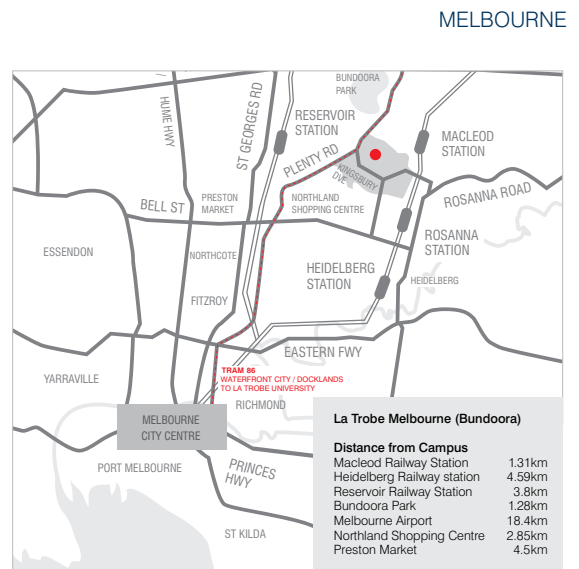 MELBOURNE
BUNDOORA
PARK
HUME HWY
ST GEORGES RD
RESERVOIR
STATION
PLENTY RD
MACLEOD
STATION
KINGSBURY
DVE
ROSANNA ROAD
BELL ST
PRESTON
MARKET
NORTHLAND
SHOPPING CENTRE
ROSANNA
STATION
ESSENDON
NORTHCOTE
HEIDELBERG
STATION
HEIDELBERG
FITZROY
EASTERN FWY
TRAM 86
WATERFRONT CITY / DOCKLANDS
TO LA TROBE UNIVERSITY
YARRAVILLE
RICHMOND
MELBOURNE
CITY CENTRE
PORT MELBOURNE
PRINCES
HWY
ST KILDA
La Trobe Melbourne (Bundoora)
Distance from Campus
Macleod Railway Station 1.31km
Heidelberg Railway station 4.59km
Reservoir Railway Station 3.8km
Bundoora Park 1.28km
Melbourne Airport 18.4km
Northland Shopping Centre 2.85km
Preston Market 4.5km